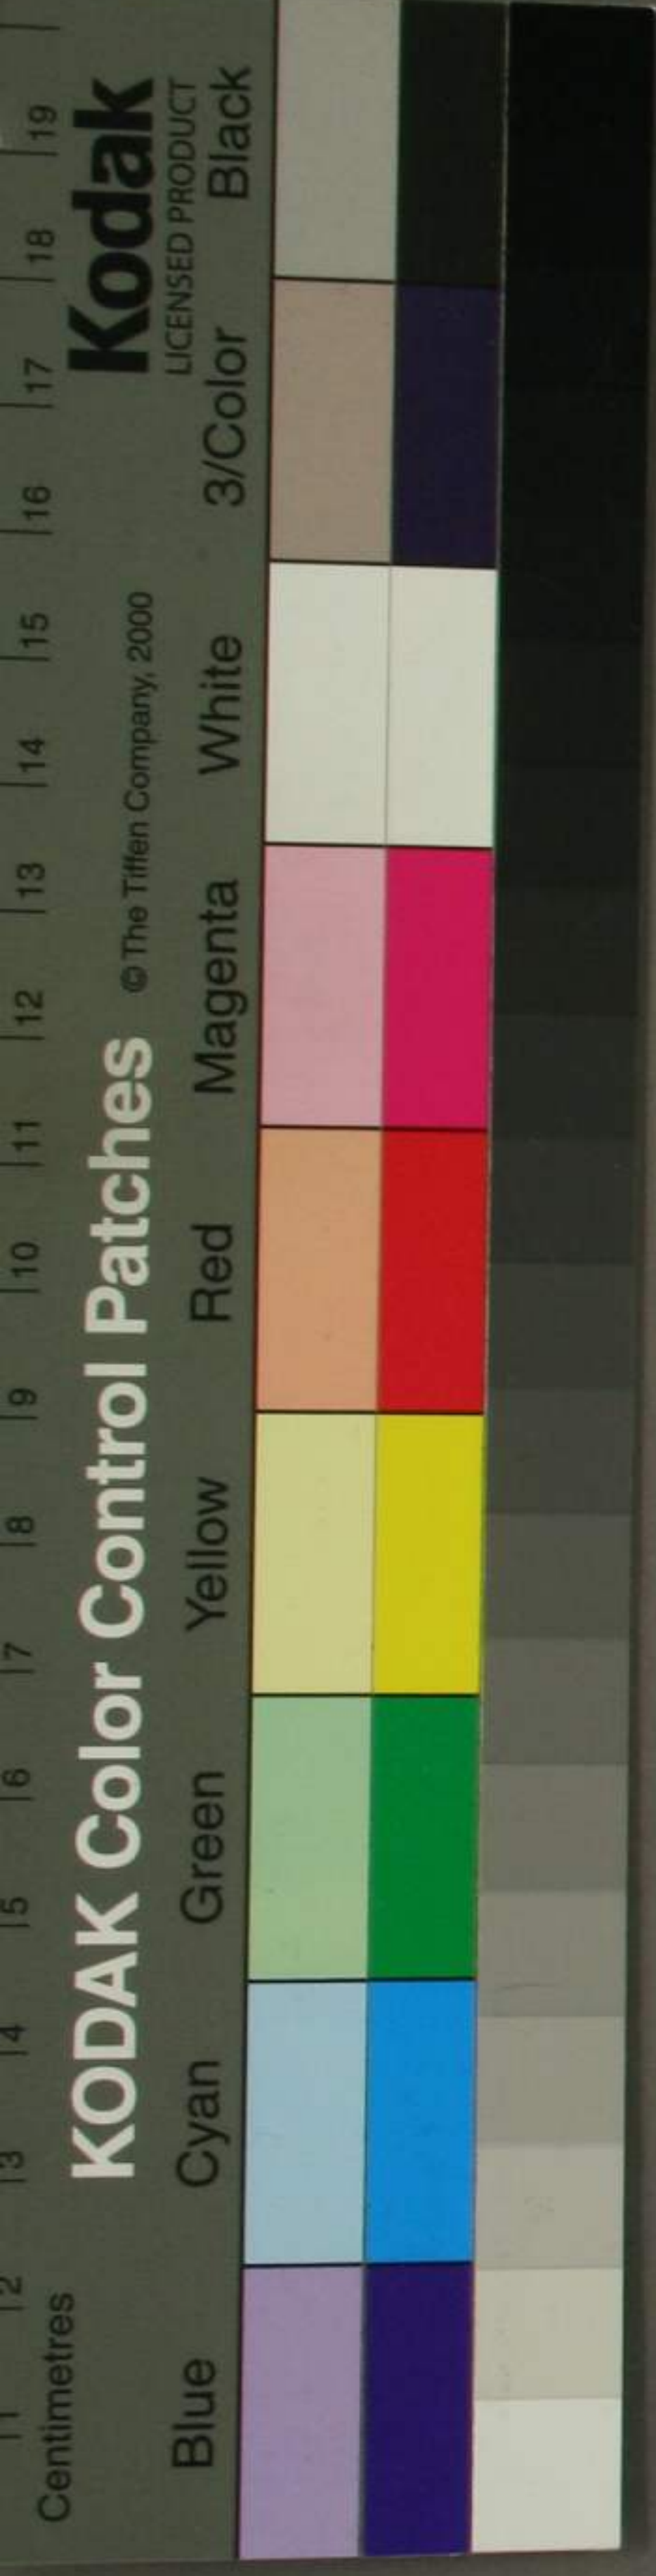 Centimetres
1 2 3 4 5 6 7 8 9 10 11 12 13 14 15 16 17 18 19
KODAK Color Control Patches © The Tiffen Company, 2000 Kodak
LICENSED PRODUCT
Blue Cyan Green Yellow Red Magenta White 3/Color Black